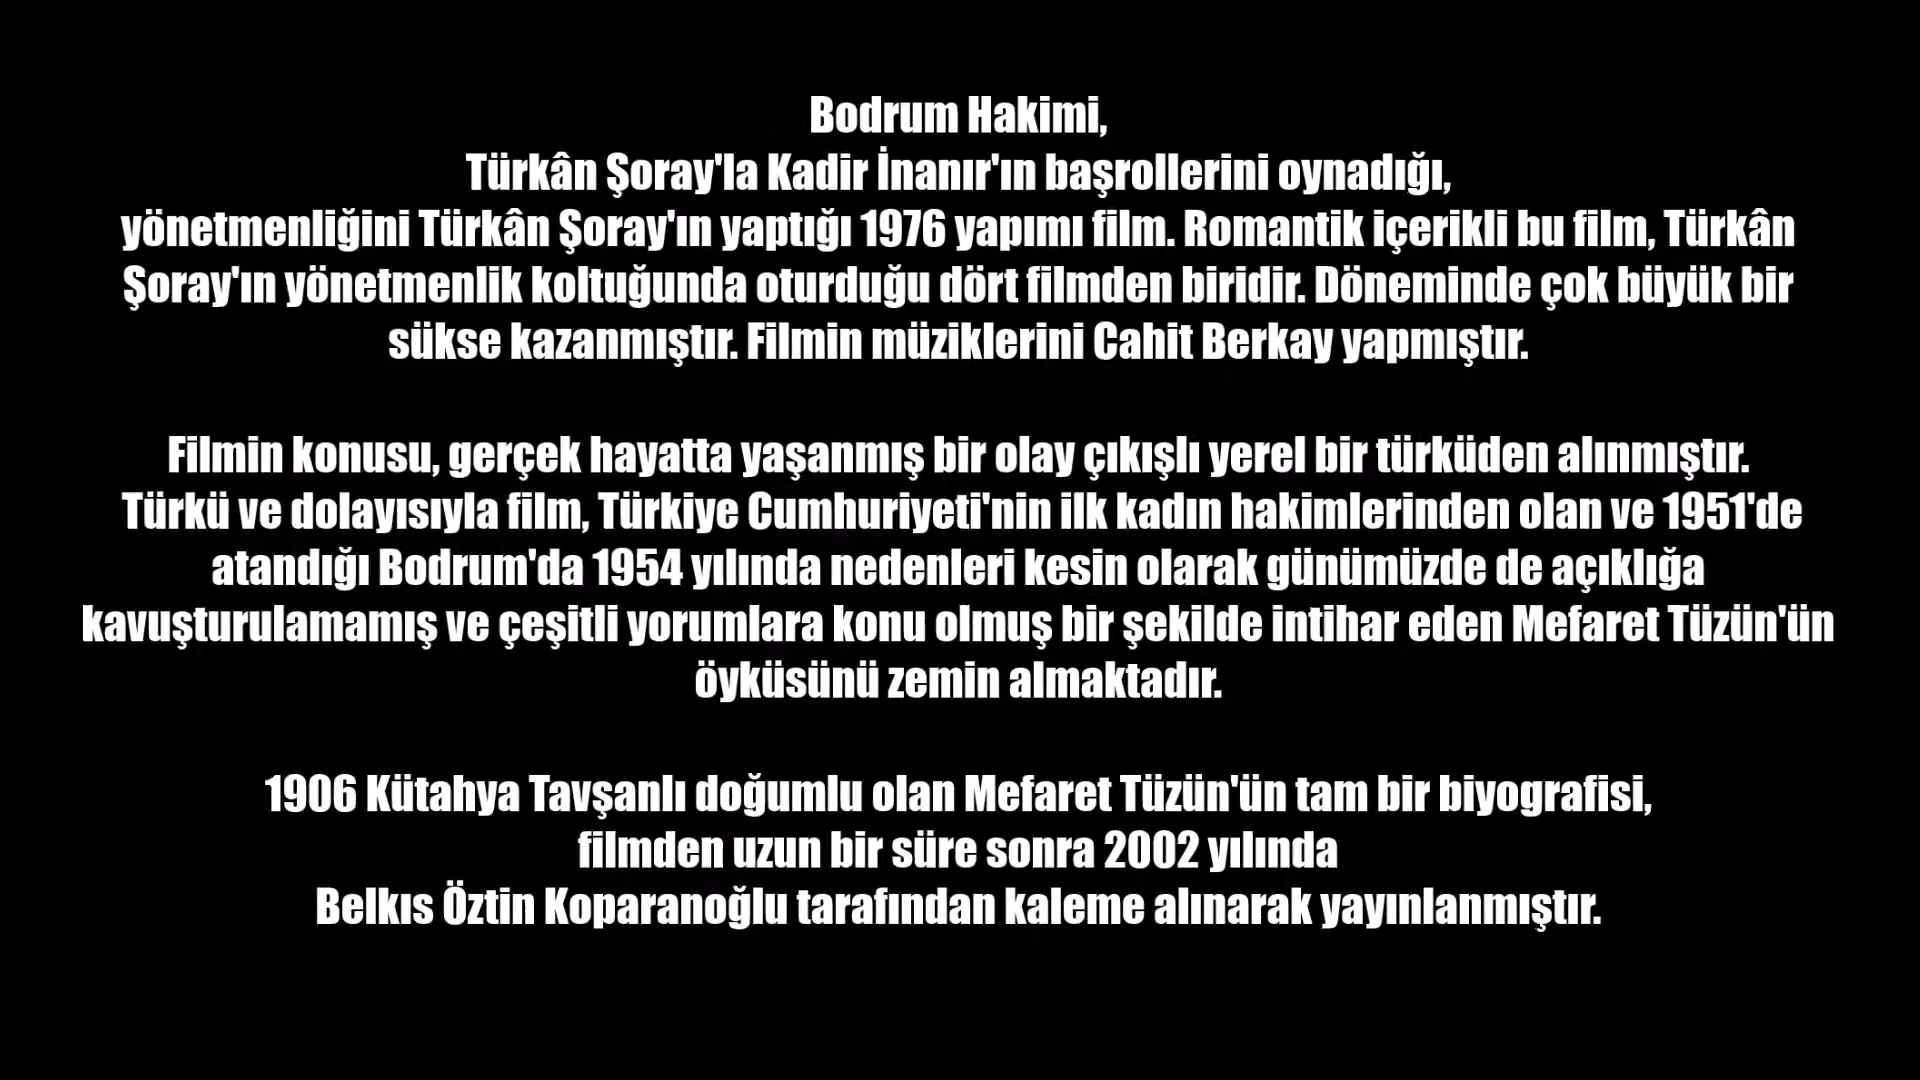 Bodrum Hakimi,
Türkân Şoray'la Kadir İnanır'ın başrollerini oynadığı,
yönetmenliğini Türkân Şoray'ın yaptığı 1976 yapımı film. Romantik içerikli bu film, Türkân
Şoray'ın yönetmenlik koltuğunda oturduğu dört filmden biridir. Döneminde çok büyük bir
sükse kazanmıştır. Filmin müziklerini Cahit Berkay yapmıştır.
Filmin konusu, gerçek hayatta yaşanmış bir olay çıkışlı yerel bir türküden alınmıştır.
Türkü ve dolayısıyla film, Türkiye Cumhuriyeti'nin ilk kadın hakimlerinden olan ve 1951'de
atandığı Bodrum'da 1954 yılında nedenleri kesin olarak günümüzde de açıklığa
kavuşturulamamış ve çeşitli yorumlara konu olmuş bir şekilde intihar eden Mefaret Tüzün'ün
öyküsünü zemin almaktadır.
1906 Kütahya Tavşanlı doğumlu olan Mefaret Tüzün'ün tam bir biyografisi,
filmden uzun bir süre sonra 2002 yılında
Belkıs Öztin Koparanoğlu tarafından kaleme alınarak yayınlanmıştır.